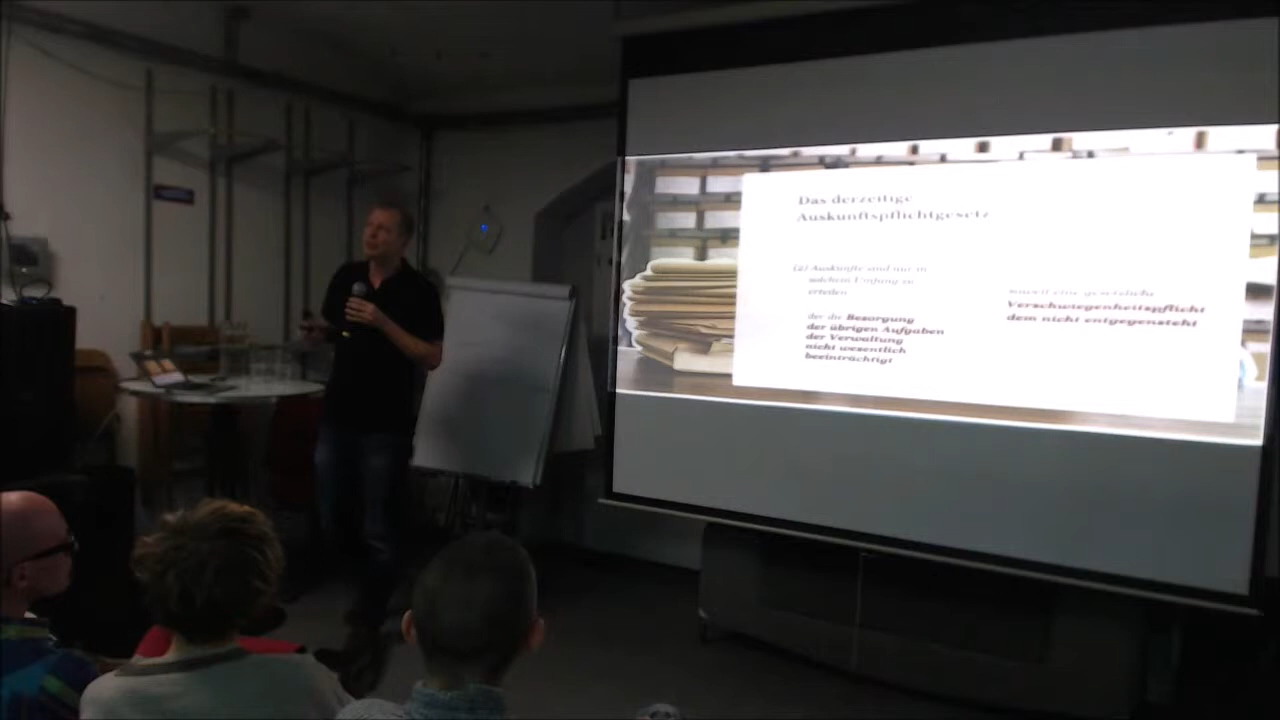 Das derzeitige
Auskunftspflichtgesetz
(2) Auskünfte sind nur in
solchem Umfang zu
erteilen
der die Besorgung
der übrigen Aufgaben
der Verwaltung
nicht wesentlich
beeinträchtigt
soweit eine gesetzliche
Verschwiegenheitspflicht
dem nicht entgegensteht